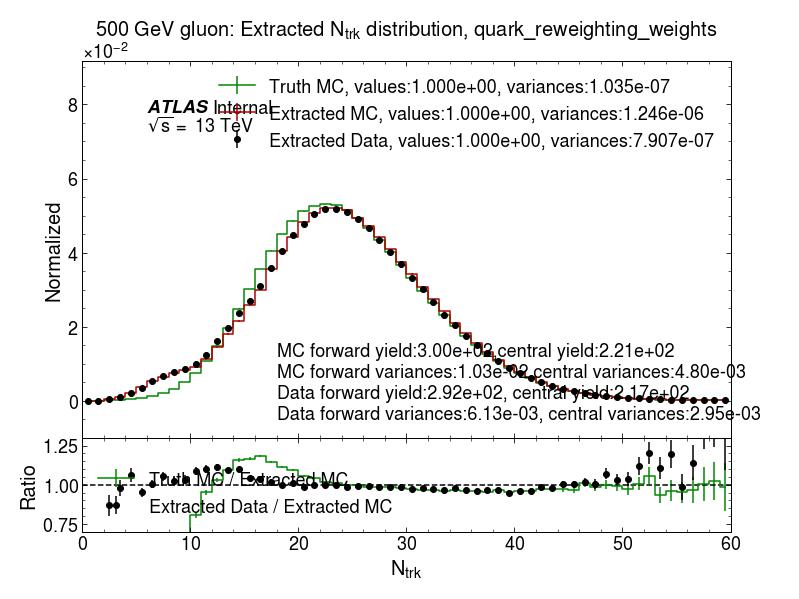 500 GeV gluon: Extracted N_trk distribution, quark_reweighting_weights
×10⁻²
Truth MC, values:1.000e+00, variances:1.035e-07
ATLAS Internal
Extracted MC, values:1.000e+00, variances:1.246e-06
√s = 13 TeV
Extracted Data, values:1.000e+00, variances:7.907e-07
8
6
4
2
0
Normalized
MC forward yield:3.00e+02,central yield:2.21e+02
MC forward variances:1.03e-02,central variances:4.80e-03
Data forward yield:2.92e+02, central yield:2.17e+02
Data forward variances:6.13e-03, central variances:2.95e-03
1.25
1.00
0.75
Ratio
Truth MC / Extracted MC
Extracted Data / Extracted MC
0 10 20 30 40 50 60
N_trk